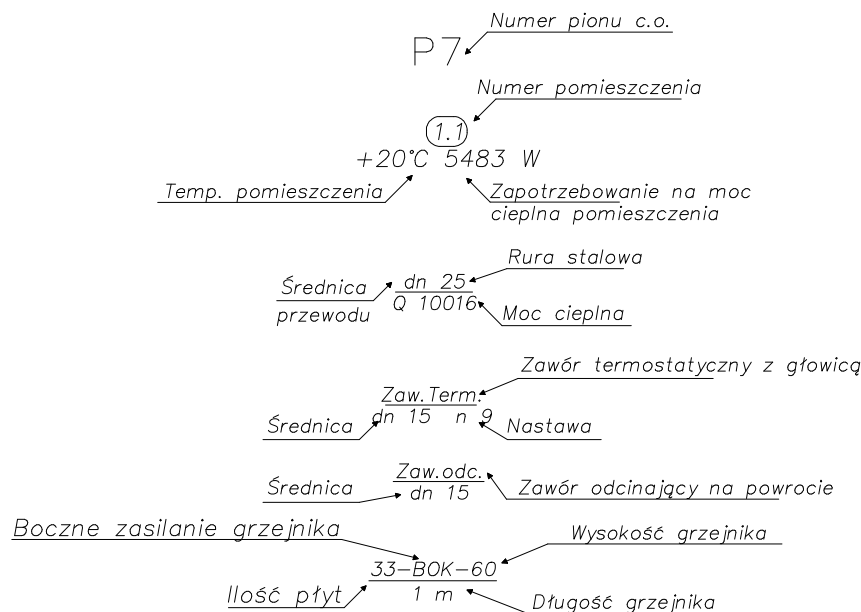 Numer pionu c.o.
P7
Numer pomieszczenia
1.1
+20°C 5483 W
Temp. pomieszczenia
Zapotrzebowanie na moc
cieplna pomieszczenia
Rura stalowa
Średnica
przewodu
dn 25
Q 10016
Moc cieplna
Zawór termostatyczny z głowicą
Zaw.Term.
dn 15 n 9
Średnica
Nastawa
Zaw.odc.
dn 15
Średnica
Zawór odcinający na powrocie
Boczne zasilanie grzejnika
Wysokość grzejnika
33-BOK-60
1 m
Ilość płyt
Długość grzejnika